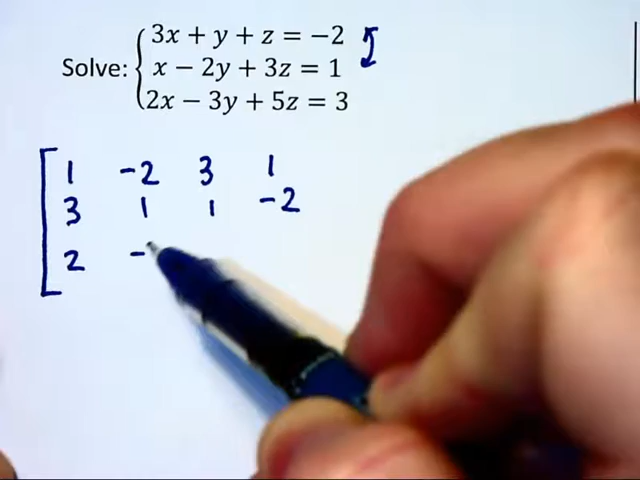 3x + y + z = −2
Solve: x − 2y + 3z = 1
2x − 3y + 5z = 3
1 -2 3 1
3 1 1 -2
2 -